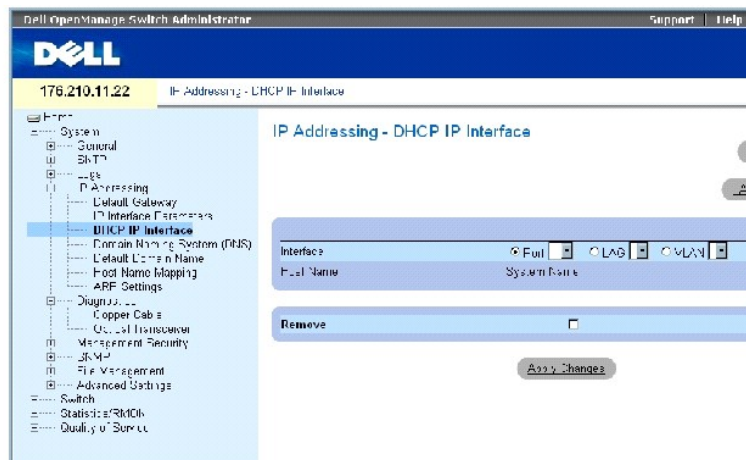 Dell OpenManage Switch Administrator
Support | Help
DELL
176.210.11.22
IP Addressing - DHCP IP Interface
Home
System
General
SNTP
Logs
IP Addressing
Default Gateway
IP Interface Parameters
DHCP IP Interface
Domain Naming System (DNS)
Default Domain Name
Host Name Mapping
ARP Settings
Diagnostics
Copper Cable
Optical Transceiver
Management Security
SNMP
File Management
Advanced Settings
Switch
Statistics/RMON
Quality of Service
IP Addressing - DHCP IP Interface
Interface Port LAG VLAN
Host Name System Name
Remove
Apply Changes